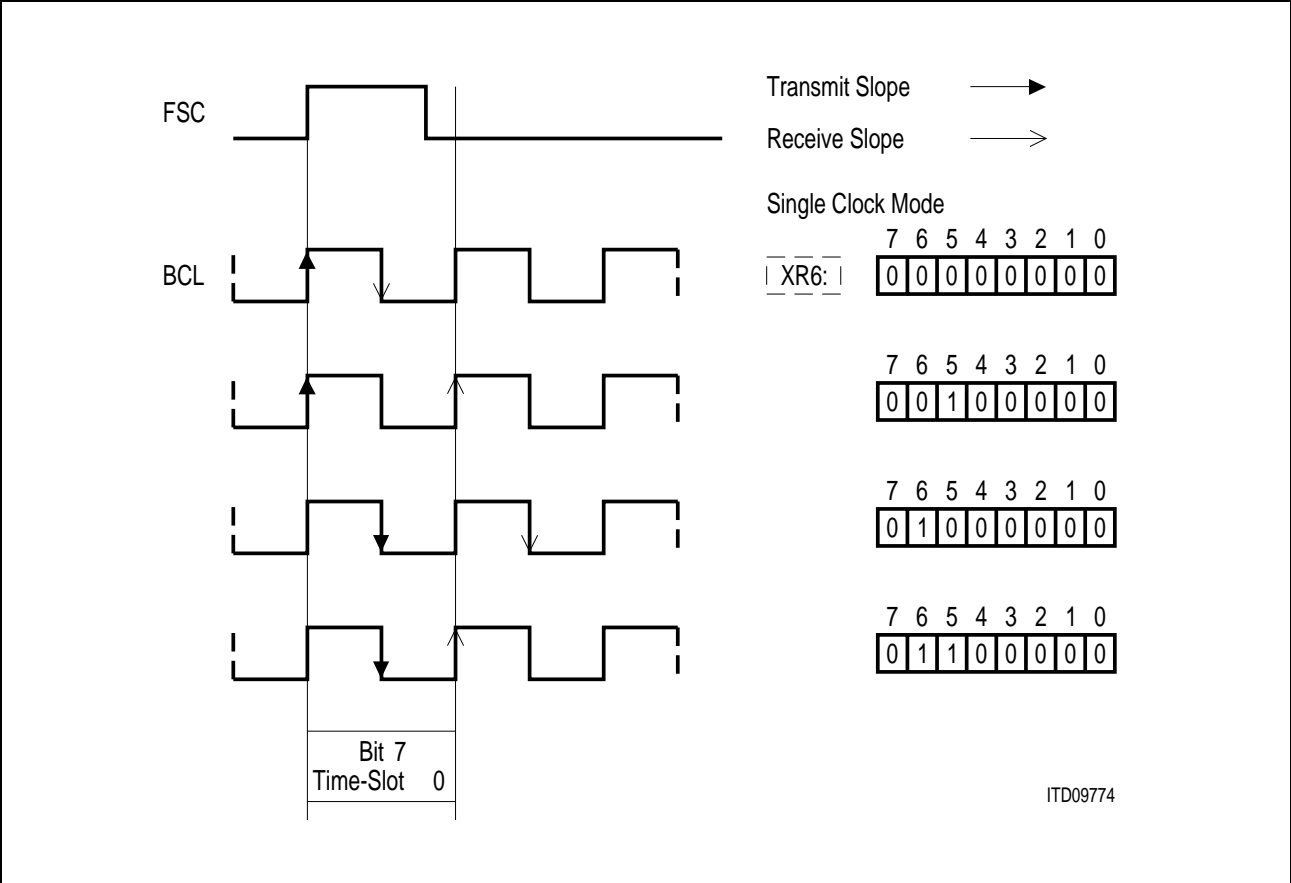 FSC
Transmit Slope
Receive Slope
Single Clock Mode
7 6 5 4 3 2 1 0
BCL
XR6: 0 0 0 0 0 0 0 0
7 6 5 4 3 2 1 0
0 0 1 0 0 0 0 0
7 6 5 4 3 2 1 0
0 1 0 0 0 0 0 0
7 6 5 4 3 2 1 0
0 1 1 0 0 0 0 0
Bit 7
Time-Slot 0
ITD09774